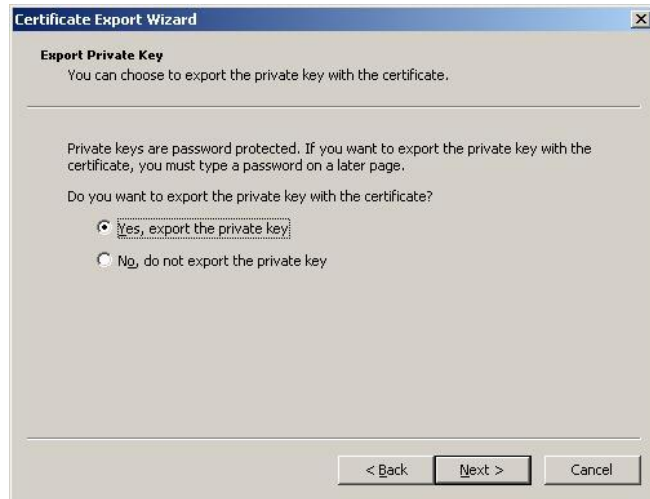 Certificate Export Wizard
Export Private Key
You can choose to export the private key with the certificate.
Private keys are password protected. If you want to export the private key with the
certificate, you must type a password on a later page.
Do you want to export the private key with the certificate?
Yes, export the private key
No, do not export the private key
< Back
Next >
Cancel